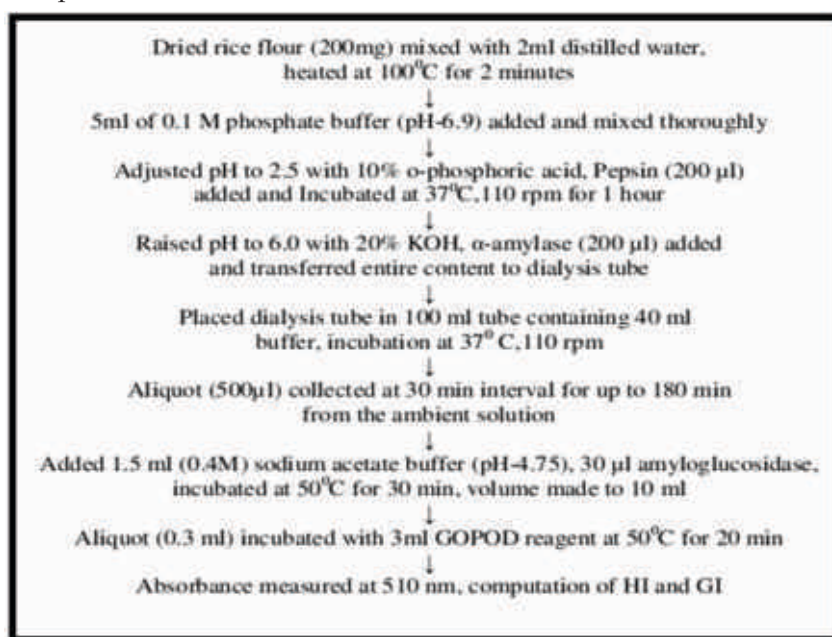 Dried rice flour (200mg) mixed with 2ml distilled water,
heated at 100⁰C for 2 minutes
↓
5ml of 0.1 M phosphate buffer (pH-6.9) added and mixed thoroughly
↓
Adjusted pH to 2.5 with 10% o-phosphoric acid, Pepsin (200 µl)
added and Incubated at 37⁰C,110 rpm for 1 hour
↓
Raised pH to 6.0 with 20% KOH, α-amylase (200 µl) added
and transferred entire content to dialysis tube
↓
Placed dialysis tube in 100 ml tube containing 40 ml
buffer, incubation at 37⁰ C,110 rpm
↓
Aliquot (500µl) collected at 30 min interval for up to 180 min
from the ambient solution
↓
Added 1.5 ml (0.4M) sodium acetate buffer (pH-4.75), 30 µl amyloglucosidase,
incubated at 50⁰C for 30 min, volume made to 10 ml
↓
Aliquot (0.3 ml) incubated with 3ml GOPOD reagent at 50⁰C for 20 min
↓
Absorbance measured at 510 nm, computation of HI and GI